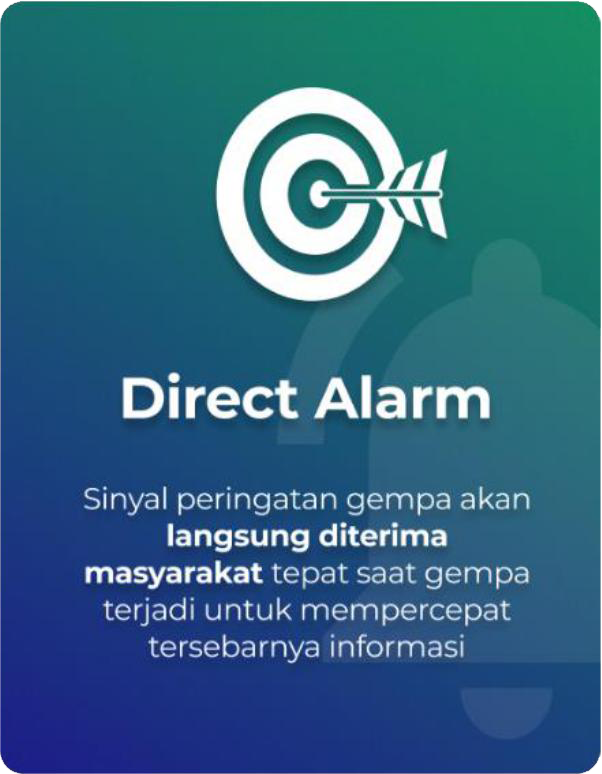 Direct Alarm
Sinyal peringatan gempa akan
langsung diterima
masyarakat tepat saat gempa
terjadi untuk mempercepat
tersebarnya informasi